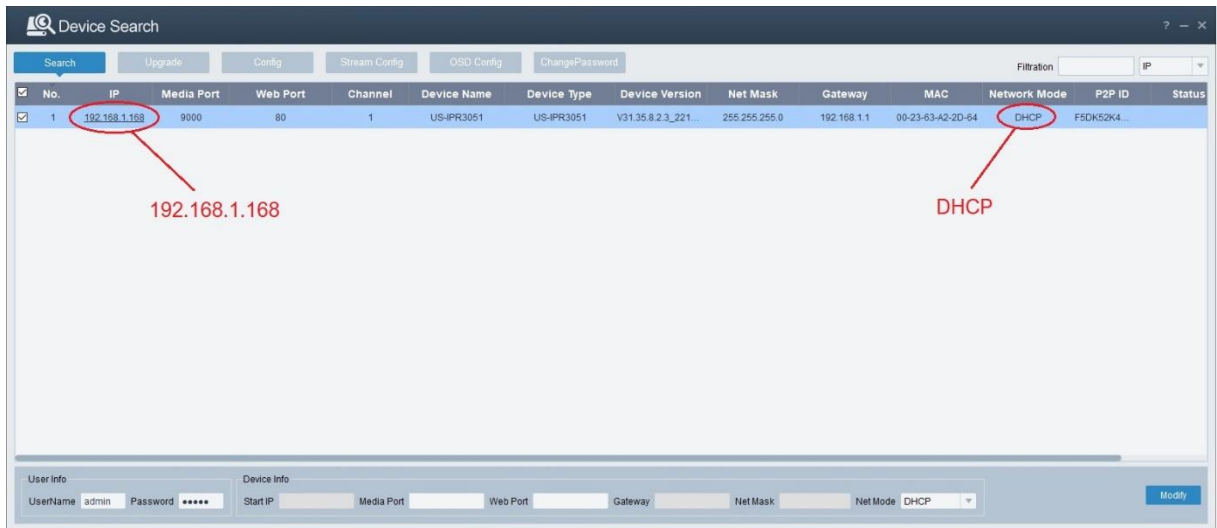 Device Search
? – ×
Search Upgrade Config Stream Config OSD Config ChangePassword Filtration IP
No. IP Media Port Web Port Channel Device Name Device Type Device Version Net Mask Gateway MAC Network Mode P2P ID Status
1 192.168.1.168 9000 80 1 US-IPR3051 US-IPR3051 V31.35.8.2.3_221... 255.255.255.0 192.168.1.1 00-23-63-A2-2D-64 DHCP F5DK52K4...
192.168.1.168 DHCP
User Info Device Info
UserName admin Password ●●●●● Start IP Media Port Web Port Gateway Net Mask Net Mode DHCP Modify